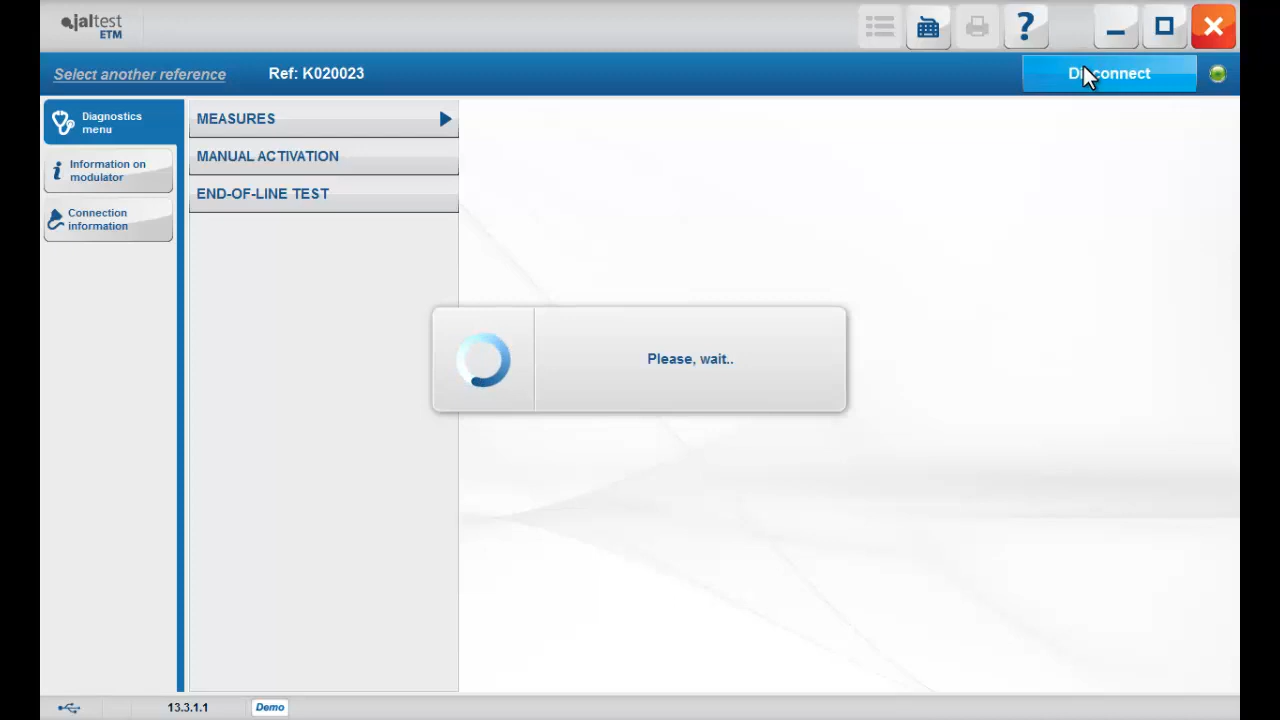 jaltest
ETM
?
Select another reference
Ref: K020023
Disconnect
Diagnostics
menu
Information on
modulator
Connection
information
MEASURES
MANUAL ACTIVATION
END-OF-LINE TEST
Please, wait..
13.3.1.1
Demo